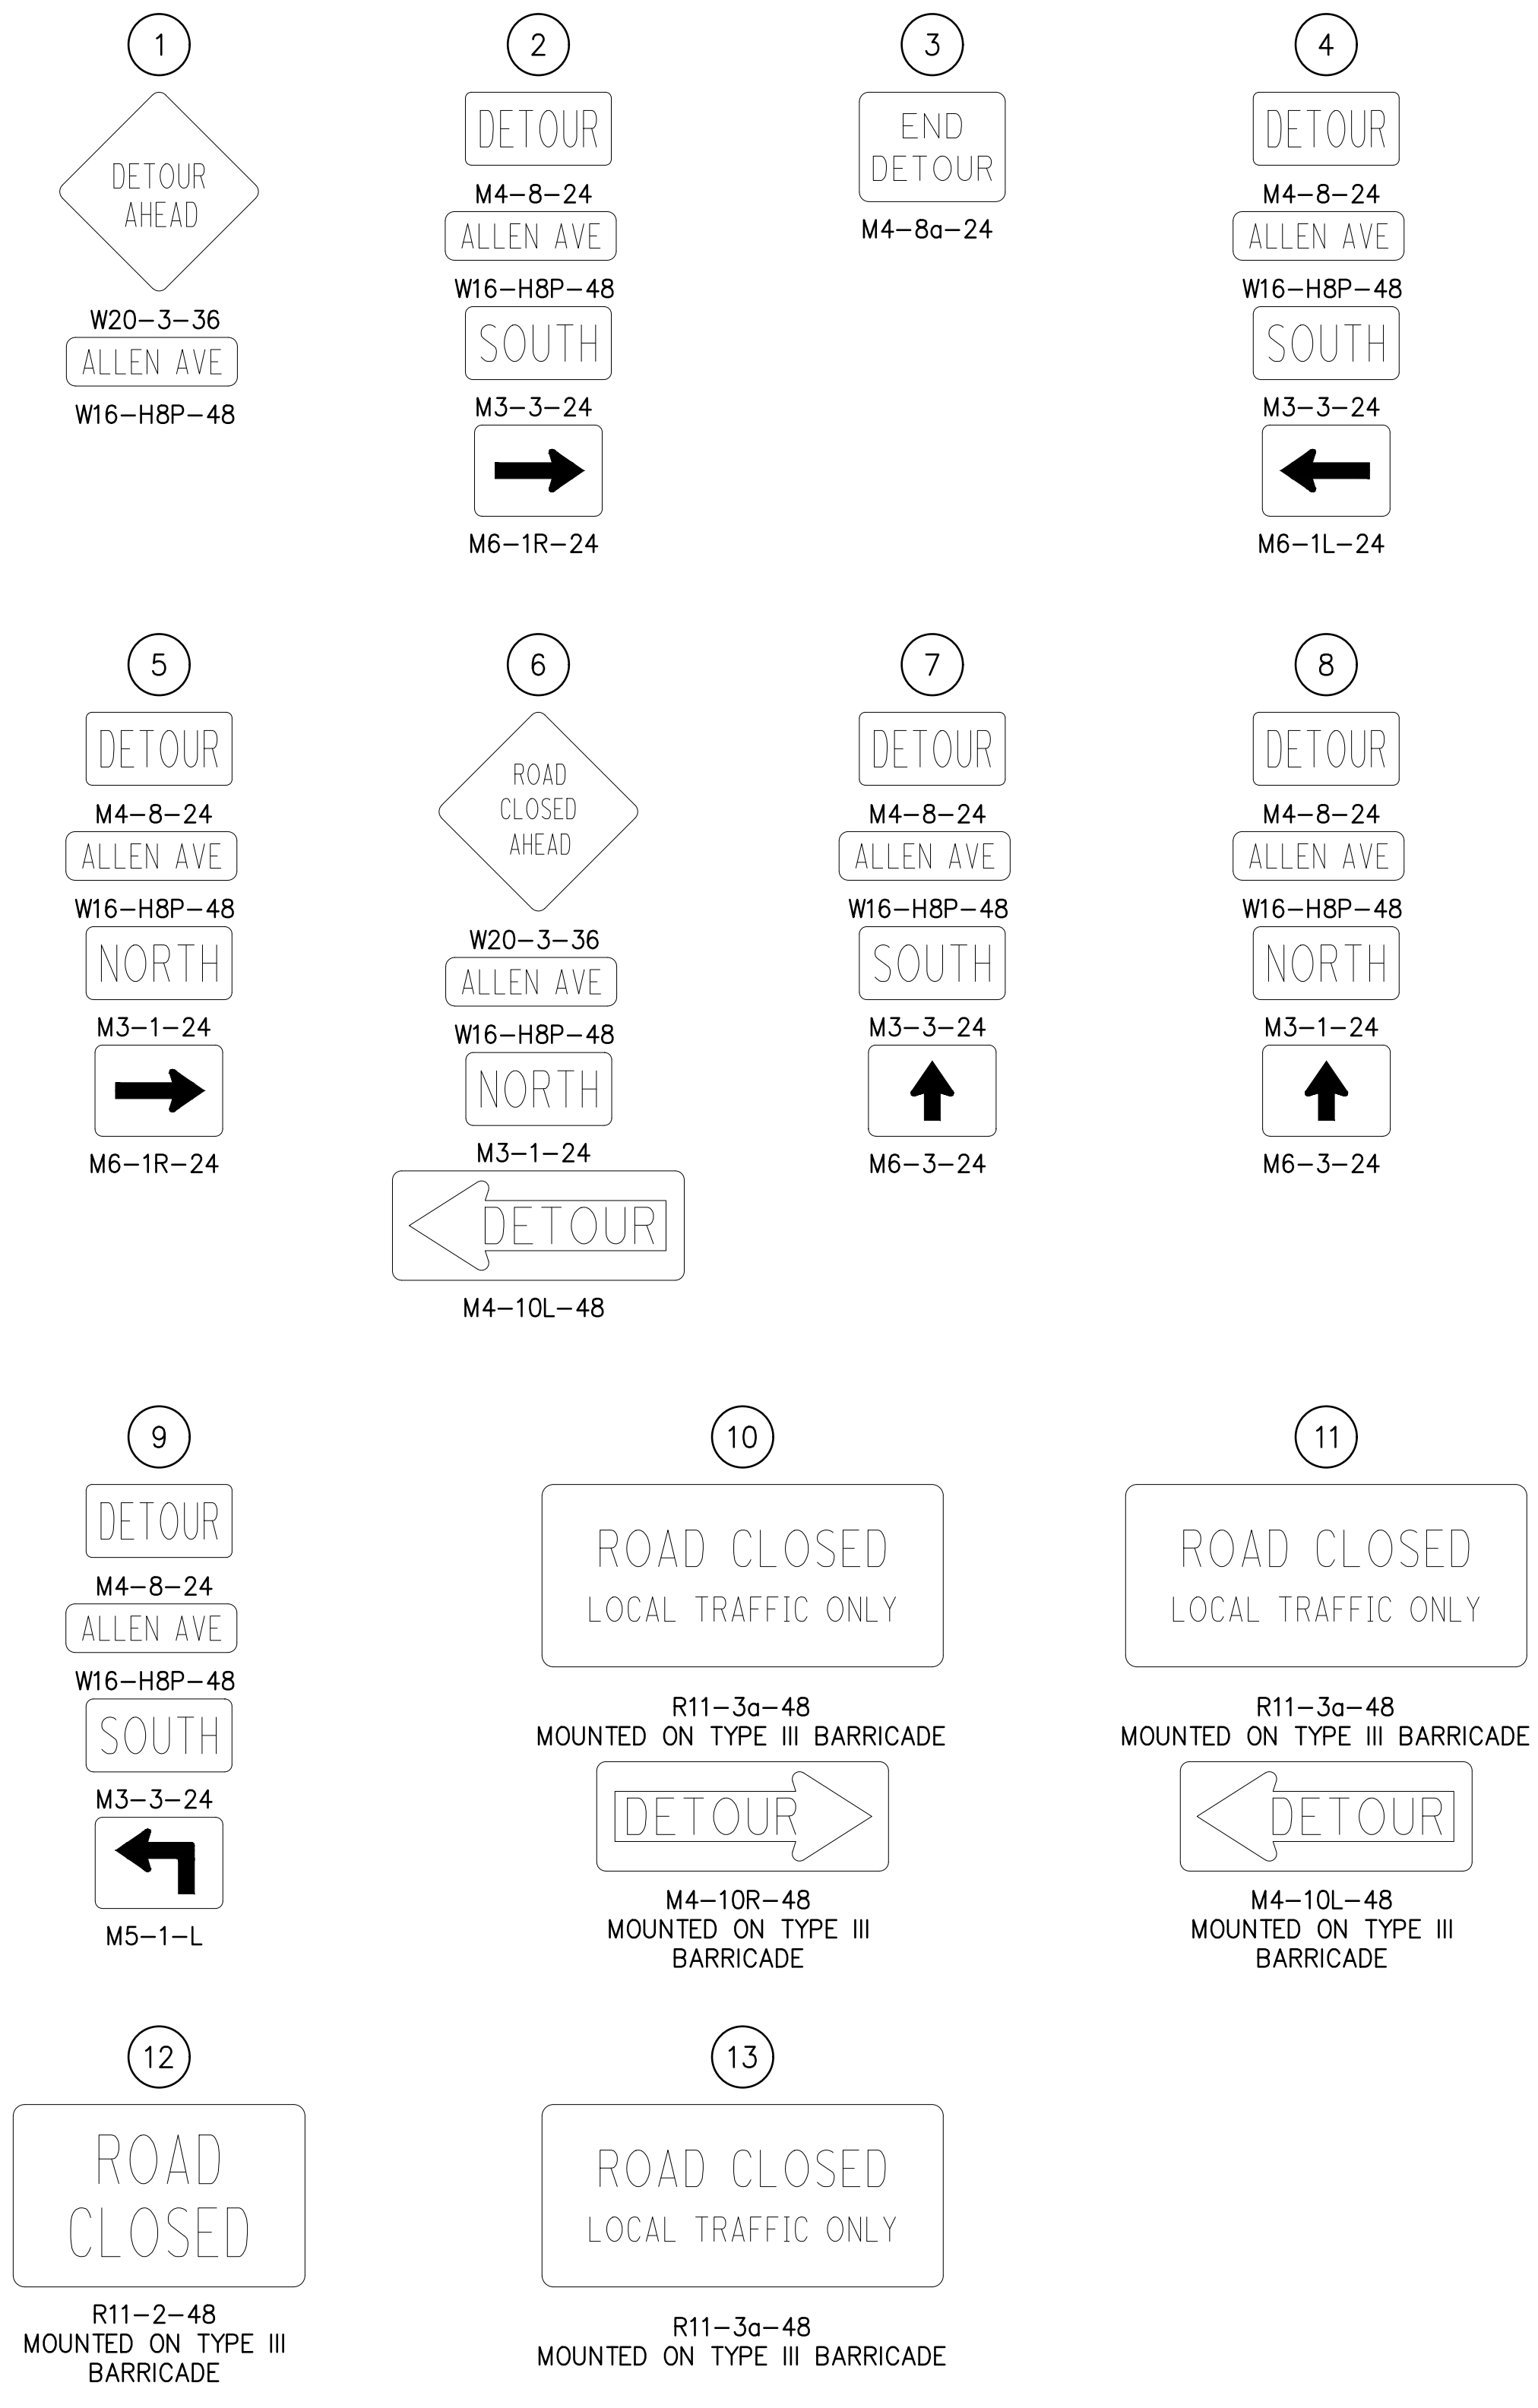 1
DETOUR
AHEAD
W20-3-36
ALLEN AVE
W16-H8P-48
2
DETOUR
M4-8-24
ALLEN AVE
W16-H8P-48
SOUTH
M3-3-24
M6-1R-24
3
END
DETOUR
M4-8a-24
4
DETOUR
M4-8-24
ALLEN AVE
W16-H8P-48
SOUTH
M3-3-24
M6-1L-24
5
DETOUR
M4-8-24
ALLEN AVE
W16-H8P-48
NORTH
M3-1-24
M6-1R-24
6
ROAD
CLOSED
AHEAD
W20-3-36
ALLEN AVE
W16-H8P-48
NORTH
M3-1-24
DETOUR
M4-10L-48
7
DETOUR
M4-8-24
ALLEN AVE
W16-H8P-48
SOUTH
M3-3-24
M6-3-24
8
DETOUR
M4-8-24
ALLEN AVE
W16-H8P-48
NORTH
M3-1-24
M6-3-24
9
DETOUR
M4-8-24
ALLEN AVE
W16-H8P-48
SOUTH
M3-3-24
M5-1-L
10
ROAD CLOSED
LOCAL TRAFFIC ONLY
R11-3a-48
MOUNTED ON TYPE III BARRICADE
DETOUR
M4-10R-48
MOUNTED ON TYPE III
BARRICADE
11
ROAD CLOSED
LOCAL TRAFFIC ONLY
R11-3a-48
MOUNTED ON TYPE III BARRICADE
DETOUR
M4-10L-48
MOUNTED ON TYPE III
BARRICADE
12
ROAD
CLOSED
R11-2-48
MOUNTED ON TYPE III
BARRICADE
13
ROAD CLOSED
LOCAL TRAFFIC ONLY
R11-3a-48
MOUNTED ON TYPE III BARRICADE